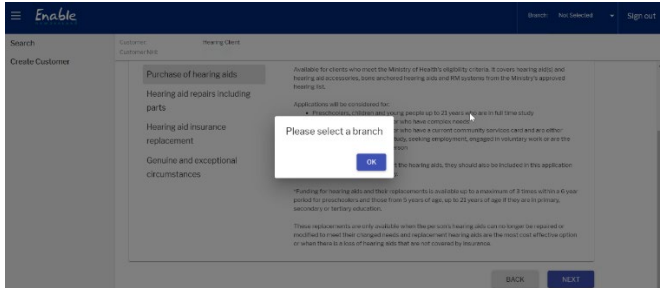 Enable
Branch: Not Selected
Sign out
Search
Create Customer
Customer
Hearing Client
Customer
Purchase of hearing aids
Hearing aid repairs including
parts
Hearing aid insurance
replacement
Genuine and exceptional
circumstances
Available for clients who meet the Ministry of Health's eligibility criteria. It covers hearing aid(s) and
hearing aid accessories, bone anchored hearing aids and RM systems from the Ministry's approved
hearing list.
Applications will be considered for:
• Preschoolers, children and young people up to 21 years who are in full time study
who have complex needs
who have a current community services card and are either
study, seeking employment, engaged in voluntary work or are the
person
Please select a branch
OK
the hearing aids, they should also be included in this application
*Funding for hearing aids and their replacements is available up to a maximum of times within a 6 year
period for preschoolers and those from 5 years of age, up to 21 years of age if they are in primary,
secondary or tertiary education.
These replacements are only available when the person's hearing aids can no longer be repaired or
modified to meet their changed needs and replacement hearing aids are the most cost effective option
or when there is a loss of hearing aids that are not covered by insurance.
BACK
NEXT